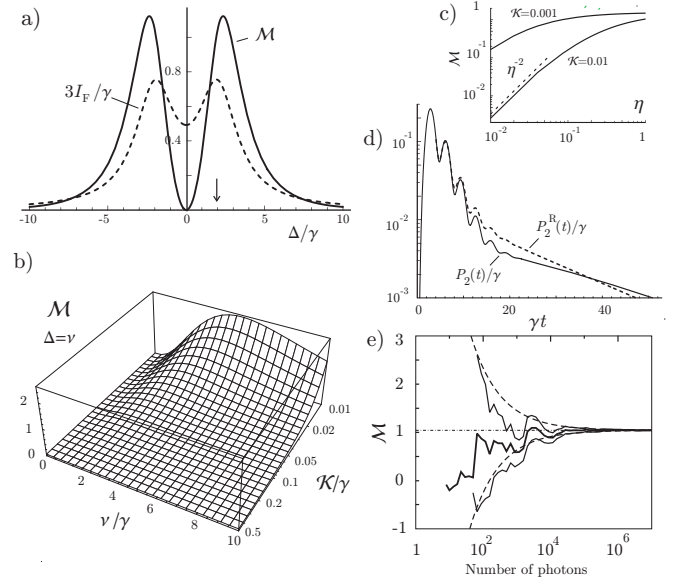 a)
ℳ
3I_F/γ
0.8
0.4
-10 -5 0 5 10
Δ/γ
b)
ℳ
Δ=ν
2
1
0
0 2 4 6 8 10
ν/γ
0.01
0.02
0.05
0.1
0.2
0.5
𝒦/γ
c)
ℳ
1
10^-1
10^-2
𝒦=0.001
𝒦=0.01
η^-2
η
10^-2 10^-1 1
d)
10^-1
10^-2
10^-3
P_2^R(t)/γ
P_2(t)/γ
0 20 40
γt
e)
ℳ
3
2
1
0
-1
1 10^2 10^4 10^6
Number of photons